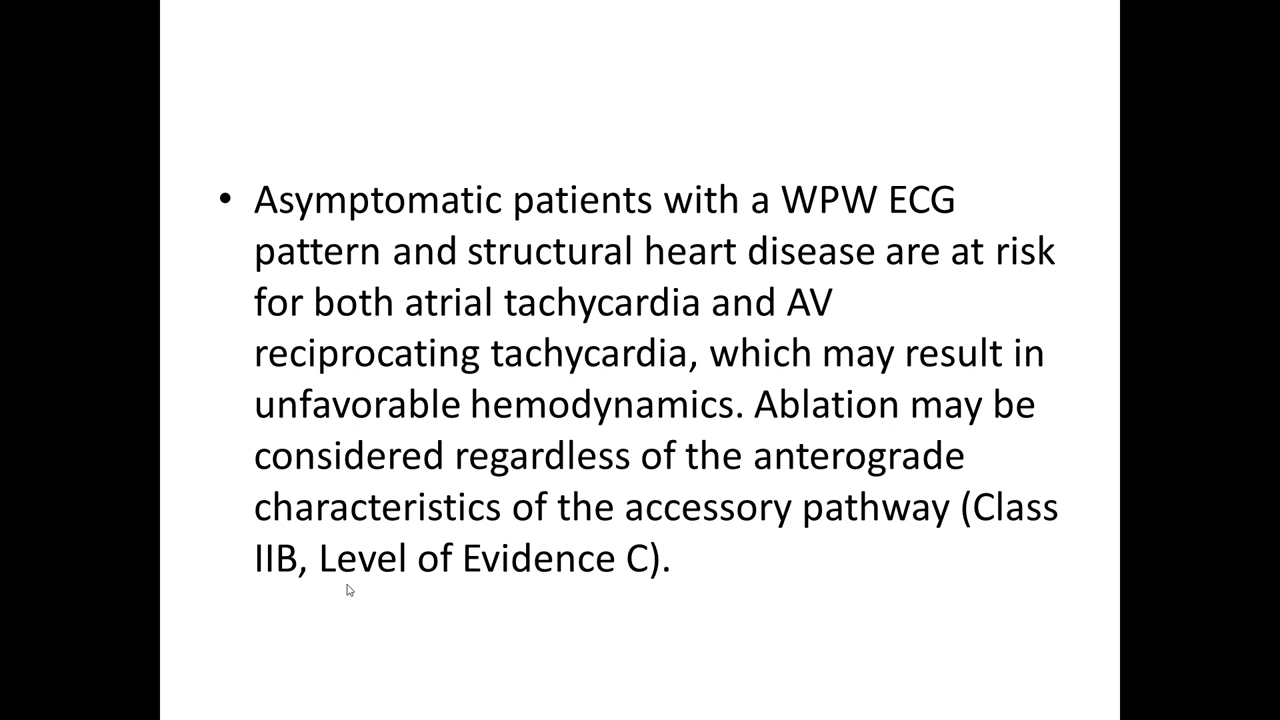 • Asymptomatic patients with a WPW ECG
pattern and structural heart disease are at risk
for both atrial tachycardia and AV
reciprocating tachycardia, which may result in
unfavorable hemodynamics. Ablation may be
considered regardless of the anterograde
characteristics of the accessory pathway (Class
IIB, Level of Evidence C).